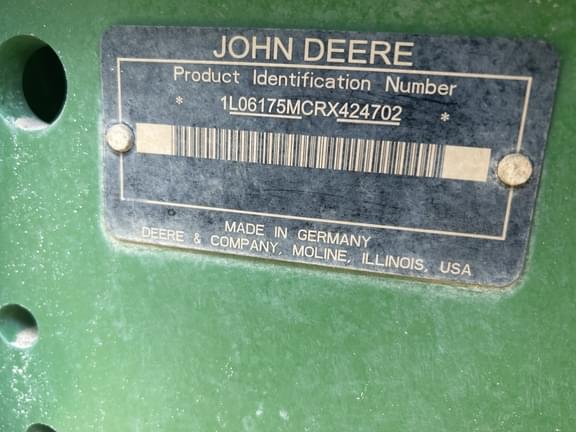 JOHN DEERE
Product Identification Number
* 1L06175MCRX424702 *
MADE IN GERMANY
DEERE & COMPANY, MOLINE, ILLINOIS, USA